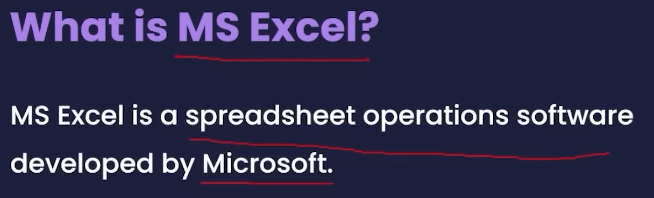 What is MS Excel?
MS Excel is a spreadsheet operations software
developed by Microsoft.